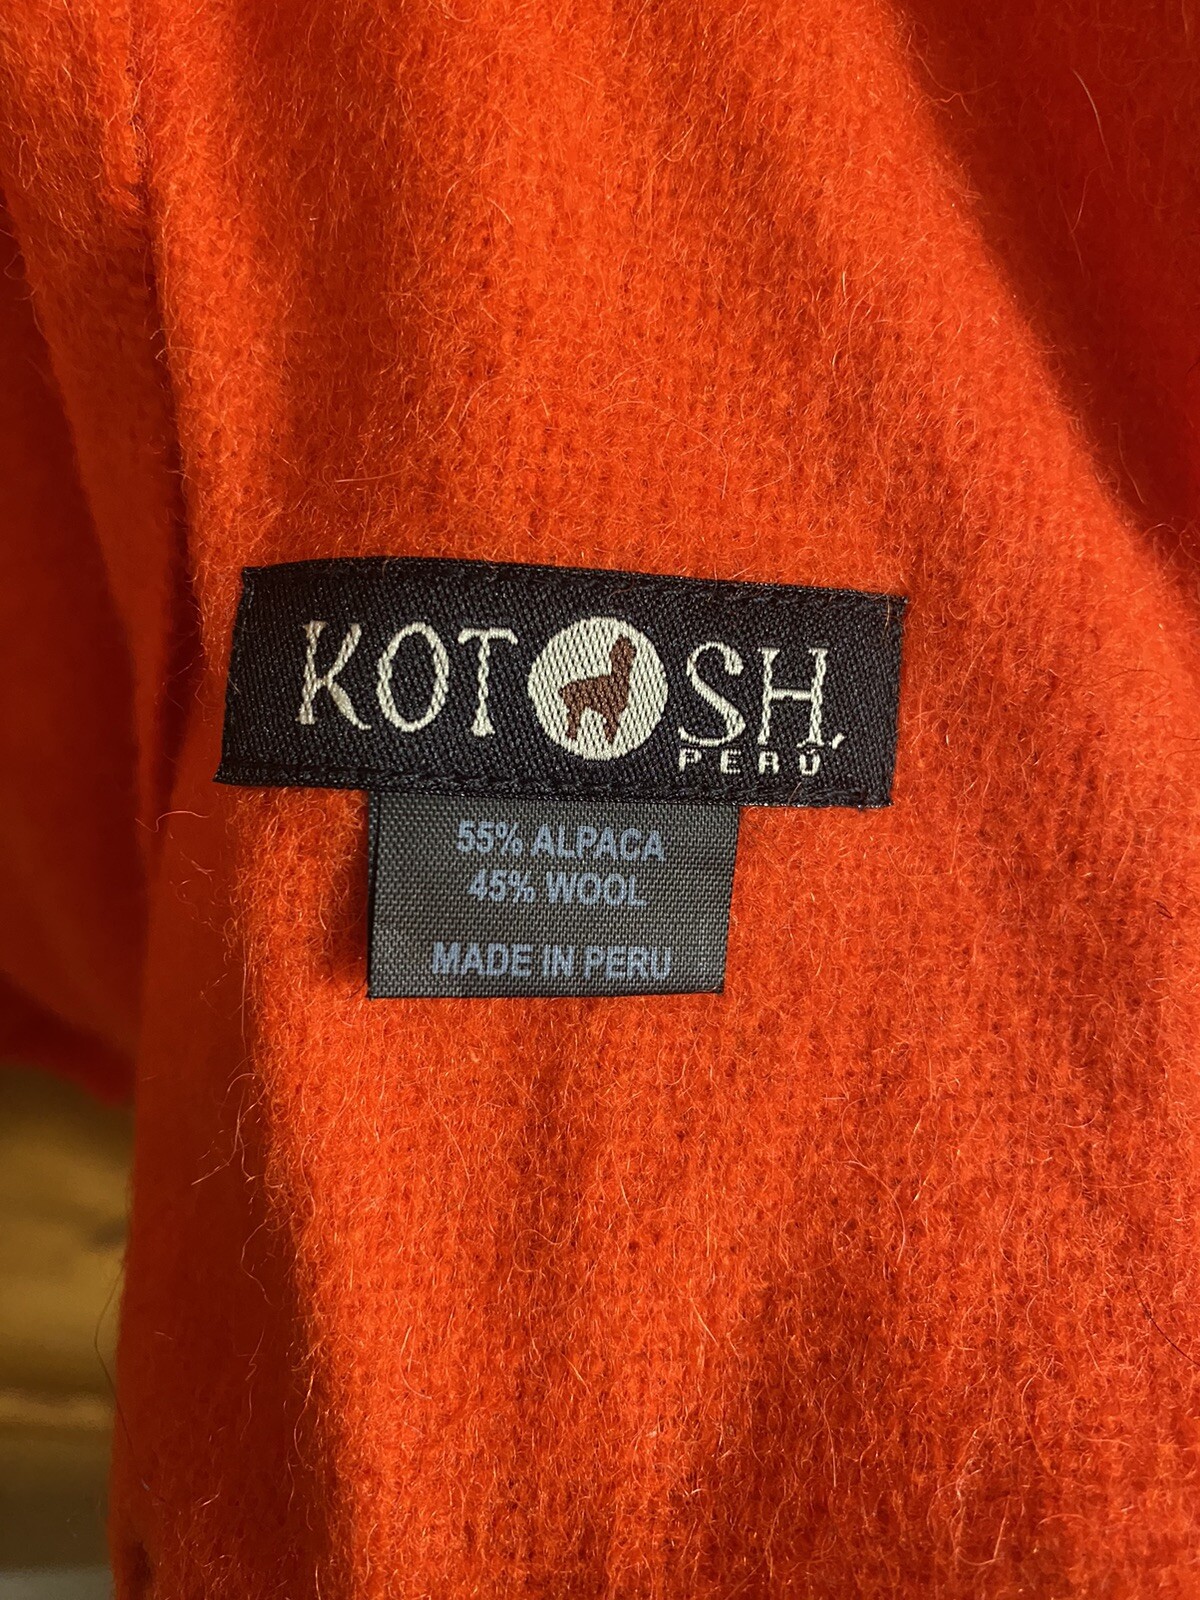 KOTOSH
PERÚ
55% ALPACA
45% WOOL
MADE IN PERU